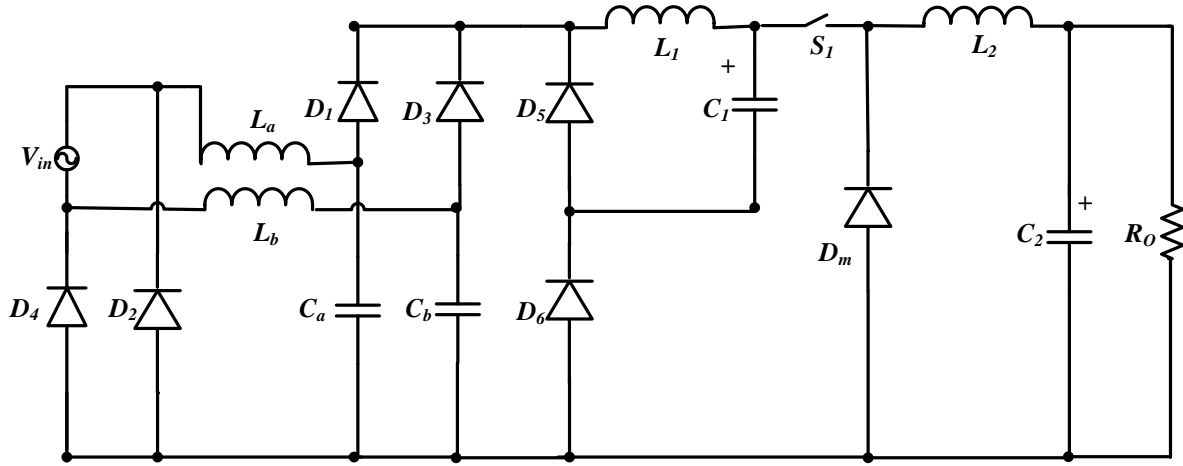 L1
S1
L2
+
D1
D3
D5
C1
La
Vin
Lb
Dm
+
C2
RO
D4
D2
Ca
Cb
D6